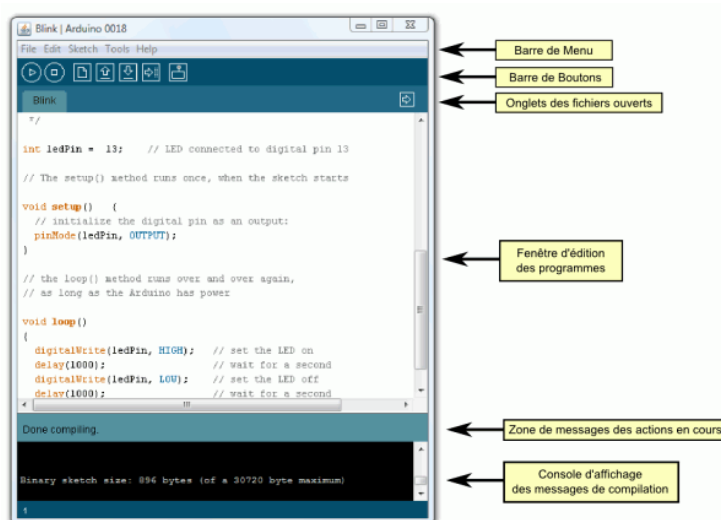 Blink | Arduino 0018
File Edit Sketch Tools Help
Barre de Menu
Barre de Boutons
Blink
Onglets des fichiers ouverts
*/
int ledPin = 13; // LED connected to digital pin 13
// The setup() method runs once, when the sketch starts
void setup() {
// initialize the digital pin as an output:
pinMode(ledPin, OUTPUT);
}
Fenêtre d'édition
des programmes
// the loop() method runs over and over again,
// as long as the Arduino has power
void loop()
{
digitalWrite(ledPin, HIGH); // set the LED on
delay(1000); // wait for a second
digitalWrite(ledPin, LOW); // set the LED off
delay(1000); // wait for a second
Done compiling.
Zone de messages des actions en cours
Binary sketch size: 896 bytes (of a 30720 byte maximum)
Console d'affichage
des messages de compilation
1